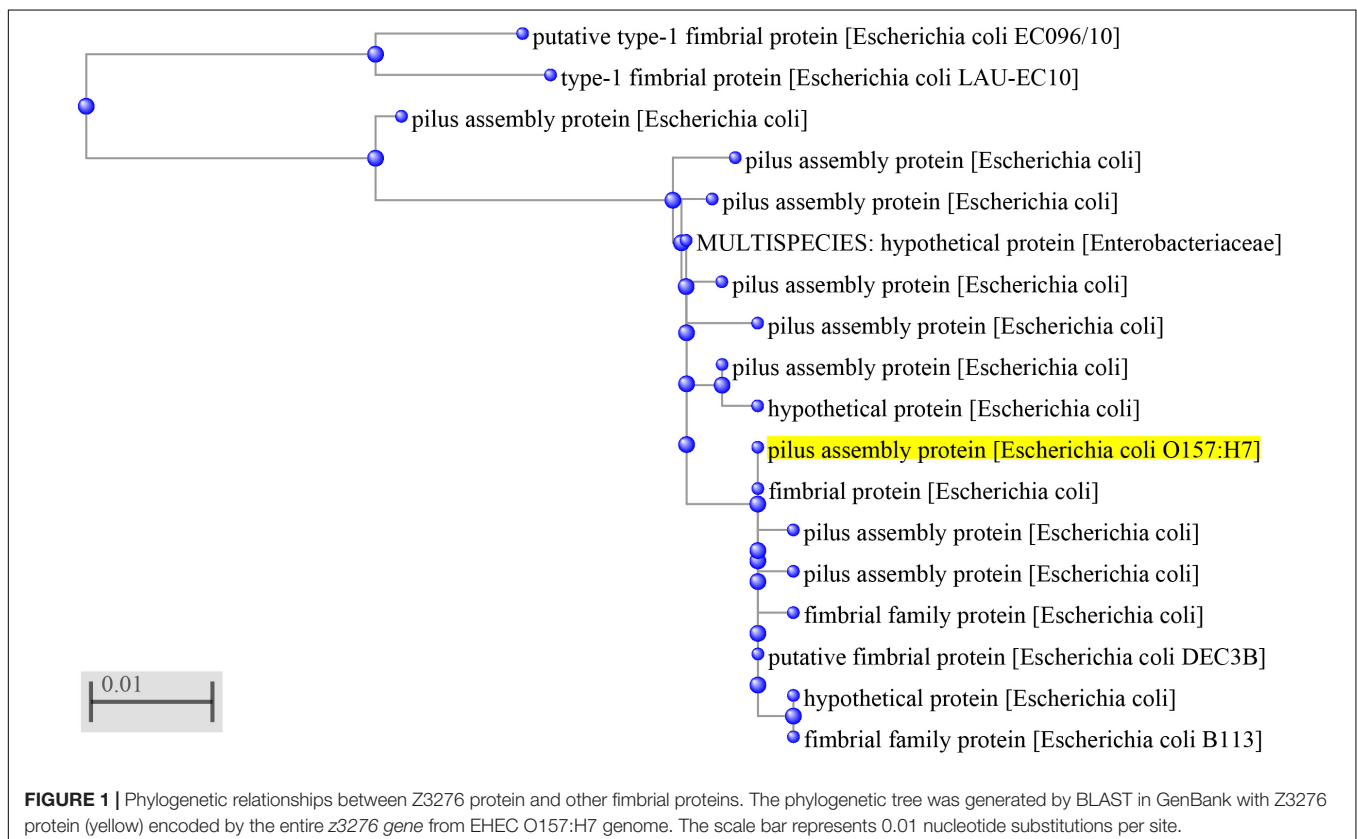 putative type-1 fimbrial protein [Escherichia coli EC096/10]
type-1 fimbrial protein [Escherichia coli LAU-EC10]
pilus assembly protein [Escherichia coli]
pilus assembly protein [Escherichia coli]
pilus assembly protein [Escherichia coli]
MULTISPECIES: hypothetical protein [Enterobacteriaceae]
pilus assembly protein [Escherichia coli]
pilus assembly protein [Escherichia coli]
pilus assembly protein [Escherichia coli]
hypothetical protein [Escherichia coli]
pilus assembly protein [Escherichia coli O157:H7]
fimbrial protein [Escherichia coli]
pilus assembly protein [Escherichia coli]
pilus assembly protein [Escherichia coli]
fimbrial family protein [Escherichia coli]
putative fimbrial protein [Escherichia coli DEC3B]
0.01
hypothetical protein [Escherichia coli]
fimbrial family protein [Escherichia coli B113]
FIGURE 1 | Phylogenetic relationships between Z3276 protein and other fimbrial proteins. The phylogenetic tree was generated by BLAST in GenBank with Z3276
protein (yellow) encoded by the entire z3276 gene from EHEC O157:H7 genome. The scale bar represents 0.01 nucleotide substitutions per site.